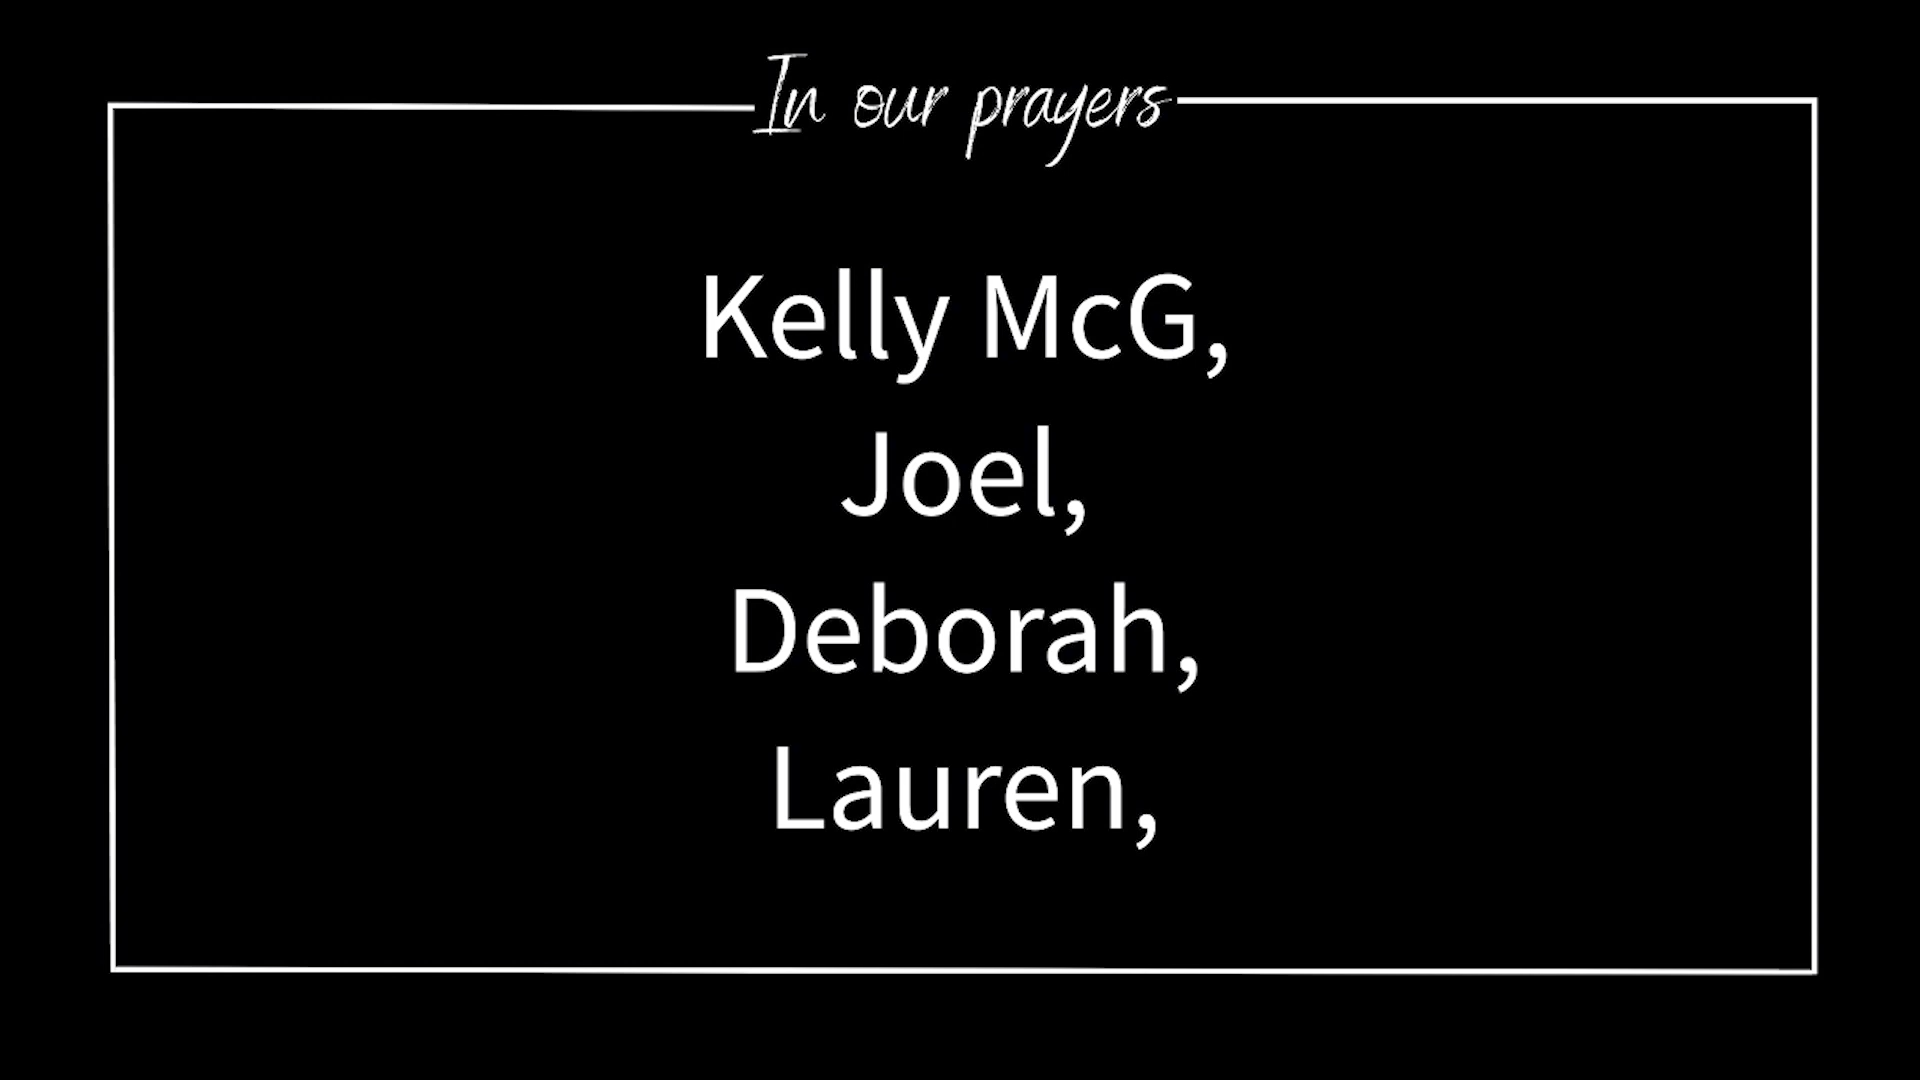 In our prayers
Kelly McG,
Joel,
Deborah,
Lauren,